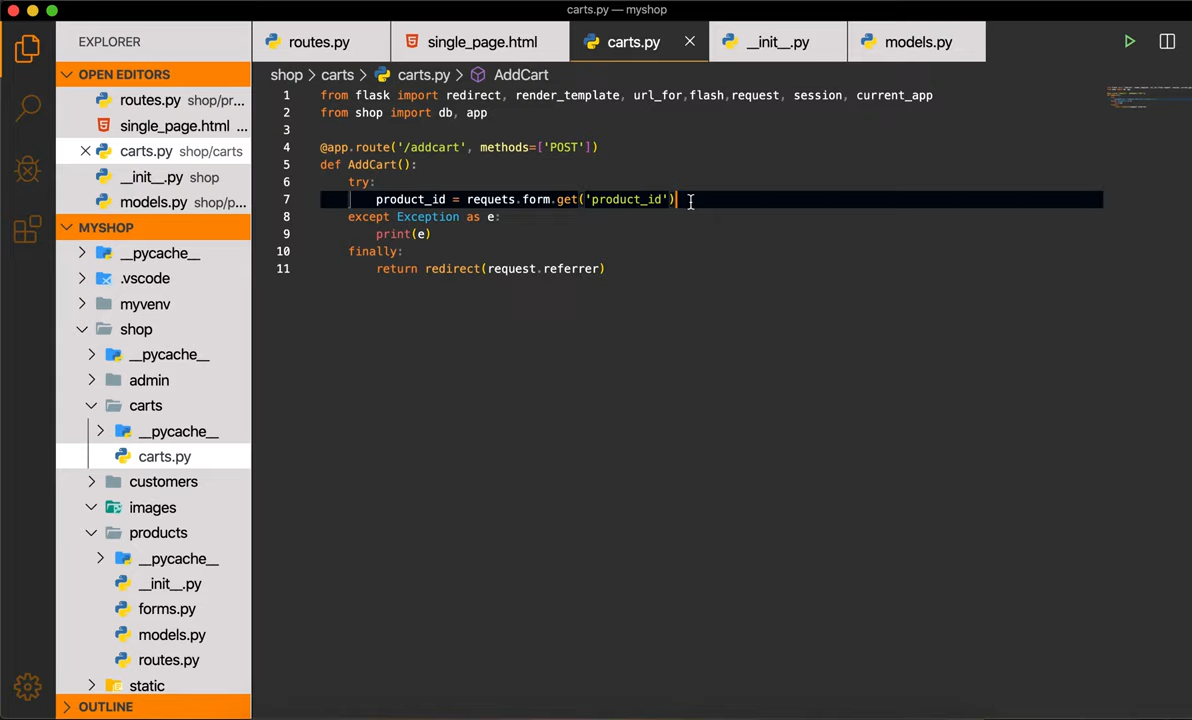 carts.py — myshop
EXPLORER
routes.py
single_page.html
carts.py
__init__.py
models.py
OPEN EDITORS
routes.py shop/pr...
single_page.html ...
carts.py shop/carts
__init__.py shop
models.py shop/p...
MYSHOP
__pycache__
.vscode
myvenv
shop
__pycache__
admin
carts
__pycache__
carts.py
customers
images
products
__pycache__
__init__.py
forms.py
models.py
routes.py
static
OUTLINE
shop > carts > carts.py > AddCart
1 from flask import redirect, render_template, url_for,flash,request, session, current_app
2 from shop import db, app
3
4 @app.route('/addcart', methods=['POST'])
5 def AddCart():
6 try:
7 product_id = requets.form.get('product_id')
8 except Exception as e:
9 print(e)
10 finally:
11 return redirect(request.referrer)